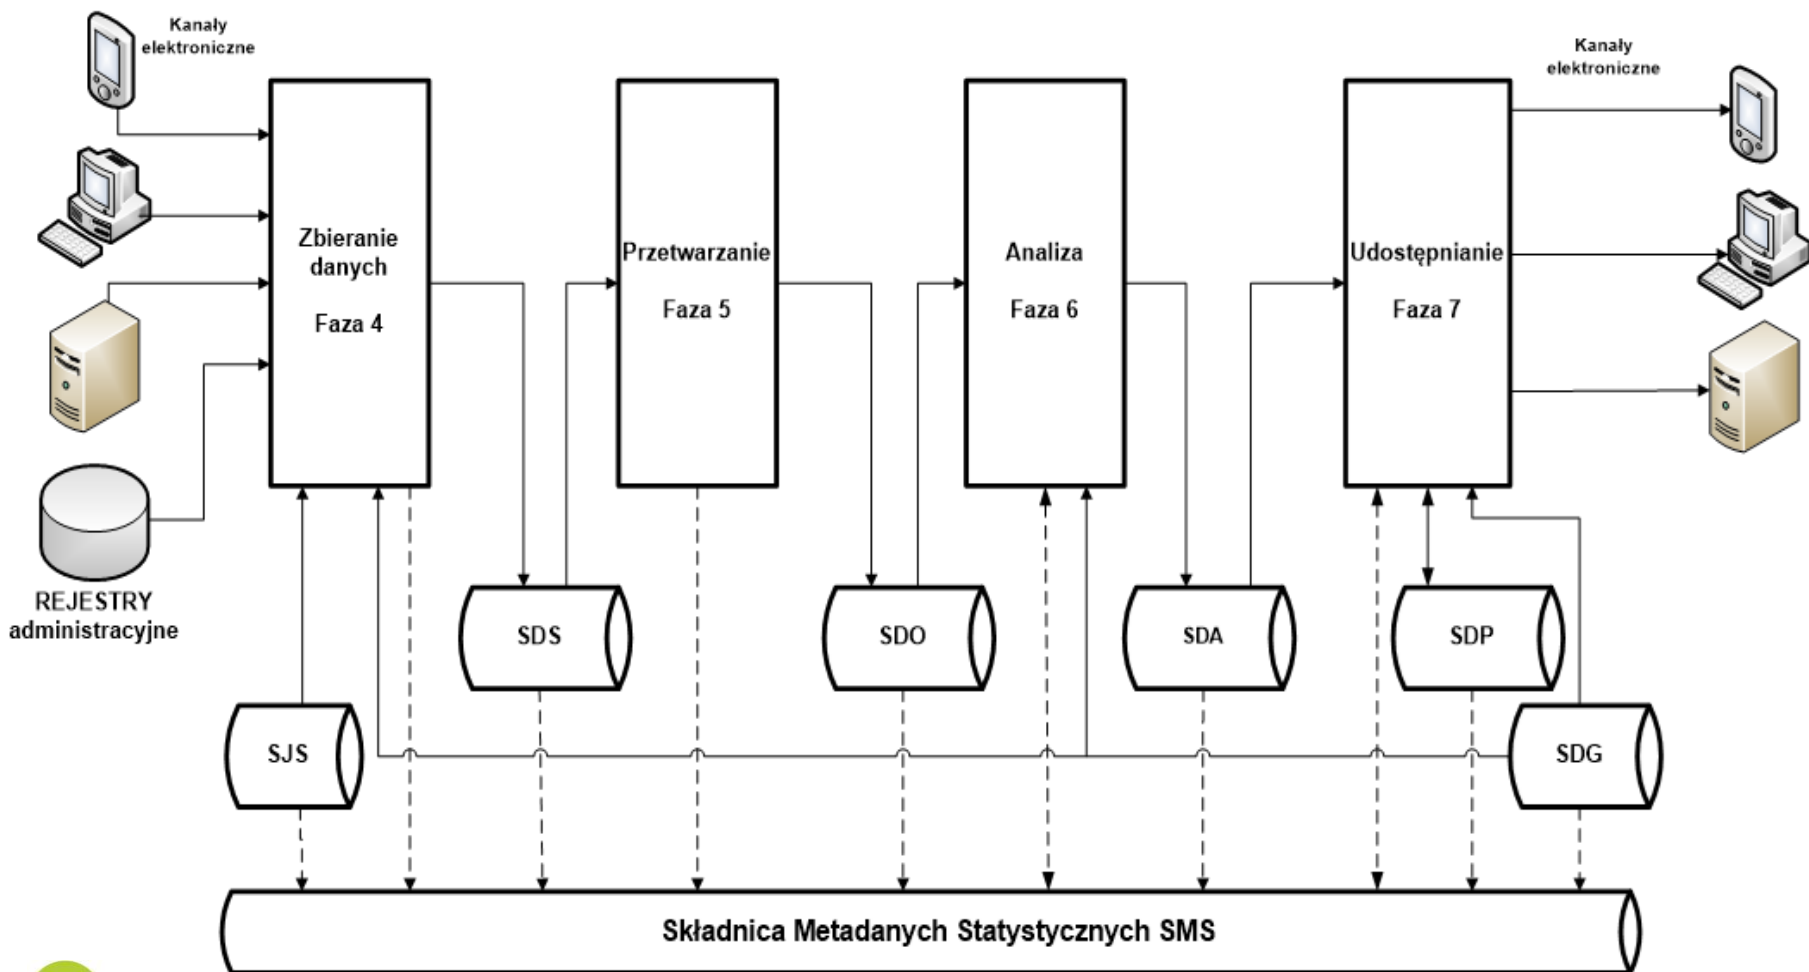 Kanały
elektroniczne
Kanały
elektroniczne
Zbieranie
danych
Faza 4
Przetwarzanie
Faza 5
Analiza
Faza 6
Udostępnianie
Faza 7
REJESTRY
administracyjne
SDS
SDO
SDA
SDP
SJS
SDG
Składnica Metadanych Statystycznych SMS